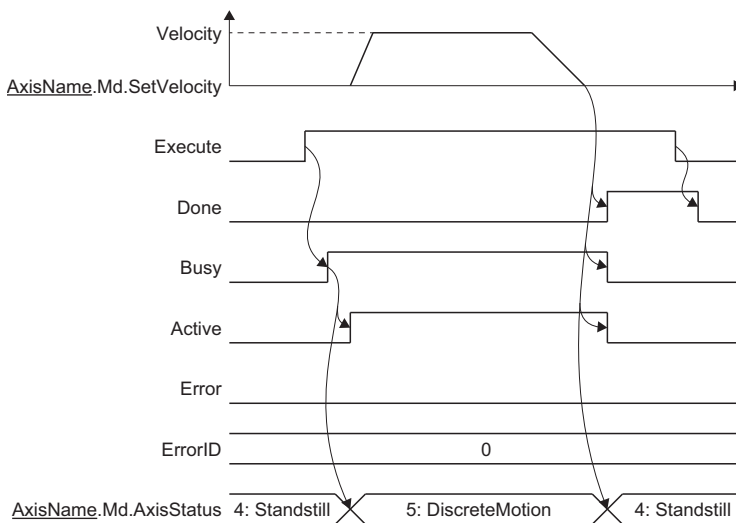 Velocity
AxisName.Md.SetVelocity
Execute
Done
Busy
Active
Error
ErrorID
0
AxisName.Md.AxisStatus 4: Standstill 5: DiscreteMotion 4: Standstill